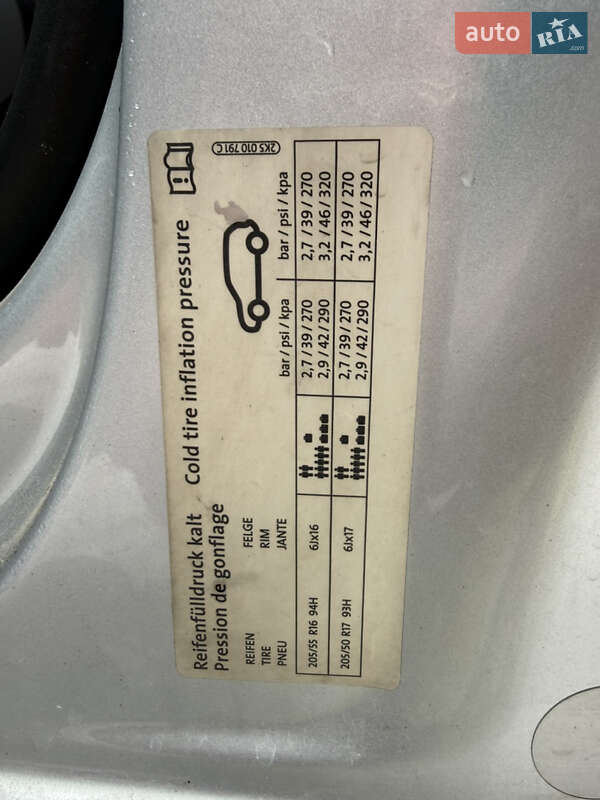 auto RIA.com
2K5 010 791 C
Reifenfülldruck kalt Cold tire inflation pressure
Pression de gonflage
REIFEN FELGE
TIRE RIM
PNEU JANTE bar / psi / kpa bar / psi / kpa
205/55 R16 94H 6Jx16 2,7 / 39 / 270 2,7 / 39 / 270
2,9 / 42 / 290 3,2 / 46 / 320
205/50 R17 93H 6Jx17 2,7 / 39 / 270 2,7 / 39 / 270
2,9 / 42 / 290 3,2 / 46 / 320